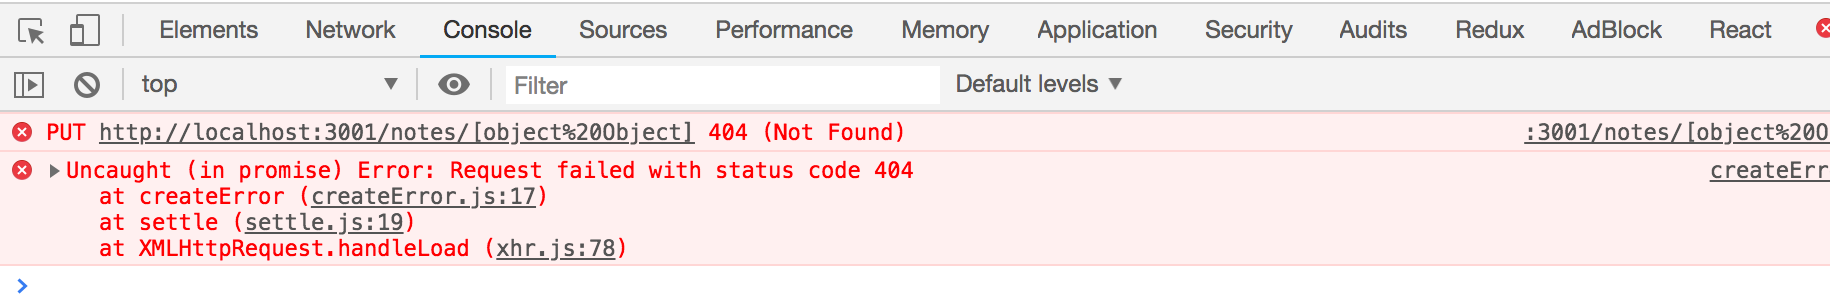 Elements Network Console Sources Performance Memory Application Security Audits Redux AdBlock React
top Filter Default levels
PUT http://localhost:3001/notes/[object%20Object] 404 (Not Found) :3001/notes/[object%20O
Uncaught (in promise) Error: Request failed with status code 404 createErr
at createError (createError.js:17)
at settle (settle.js:19)
at XMLHttpRequest.handleLoad (xhr.js:78)